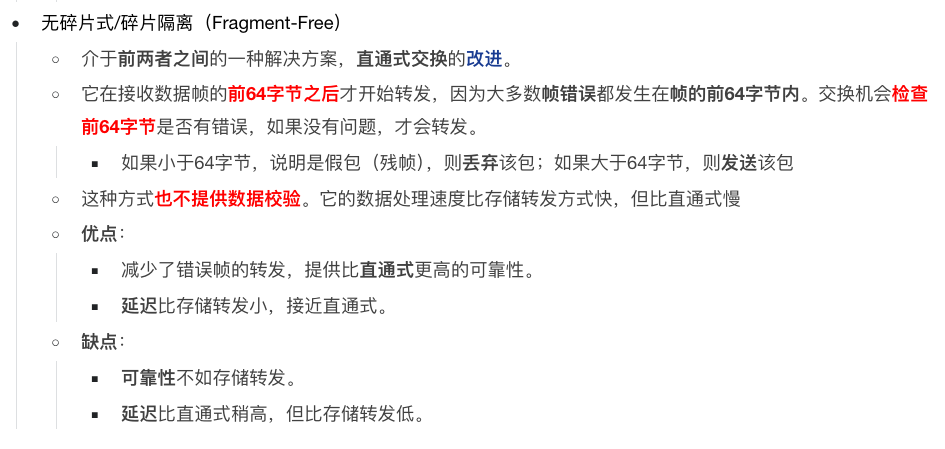 无碎片式/碎片隔离（Fragment-Free）
介于前两者之间的一种解决方案，直通式交换的改进。
它在接收数据帧的前64字节之后才开始转发，因为大多数帧错误都发生在帧的前64字节内。交换机会检查
前64字节是否有错误，如果没有问题，才会转发。
如果小于64字节，说明是假包（残帧），则丢弃该包；如果大于64字节，则发送该包
这种方式也不提供数据校验。它的数据处理速度比存储转发方式快，但比直通式慢
优点：
减少了错误帧的转发，提供比直通式更高的可靠性。
延迟比存储转发小，接近直通式。
缺点：
可靠性不如存储转发。
延迟比直通式稍高，但比存储转发低。